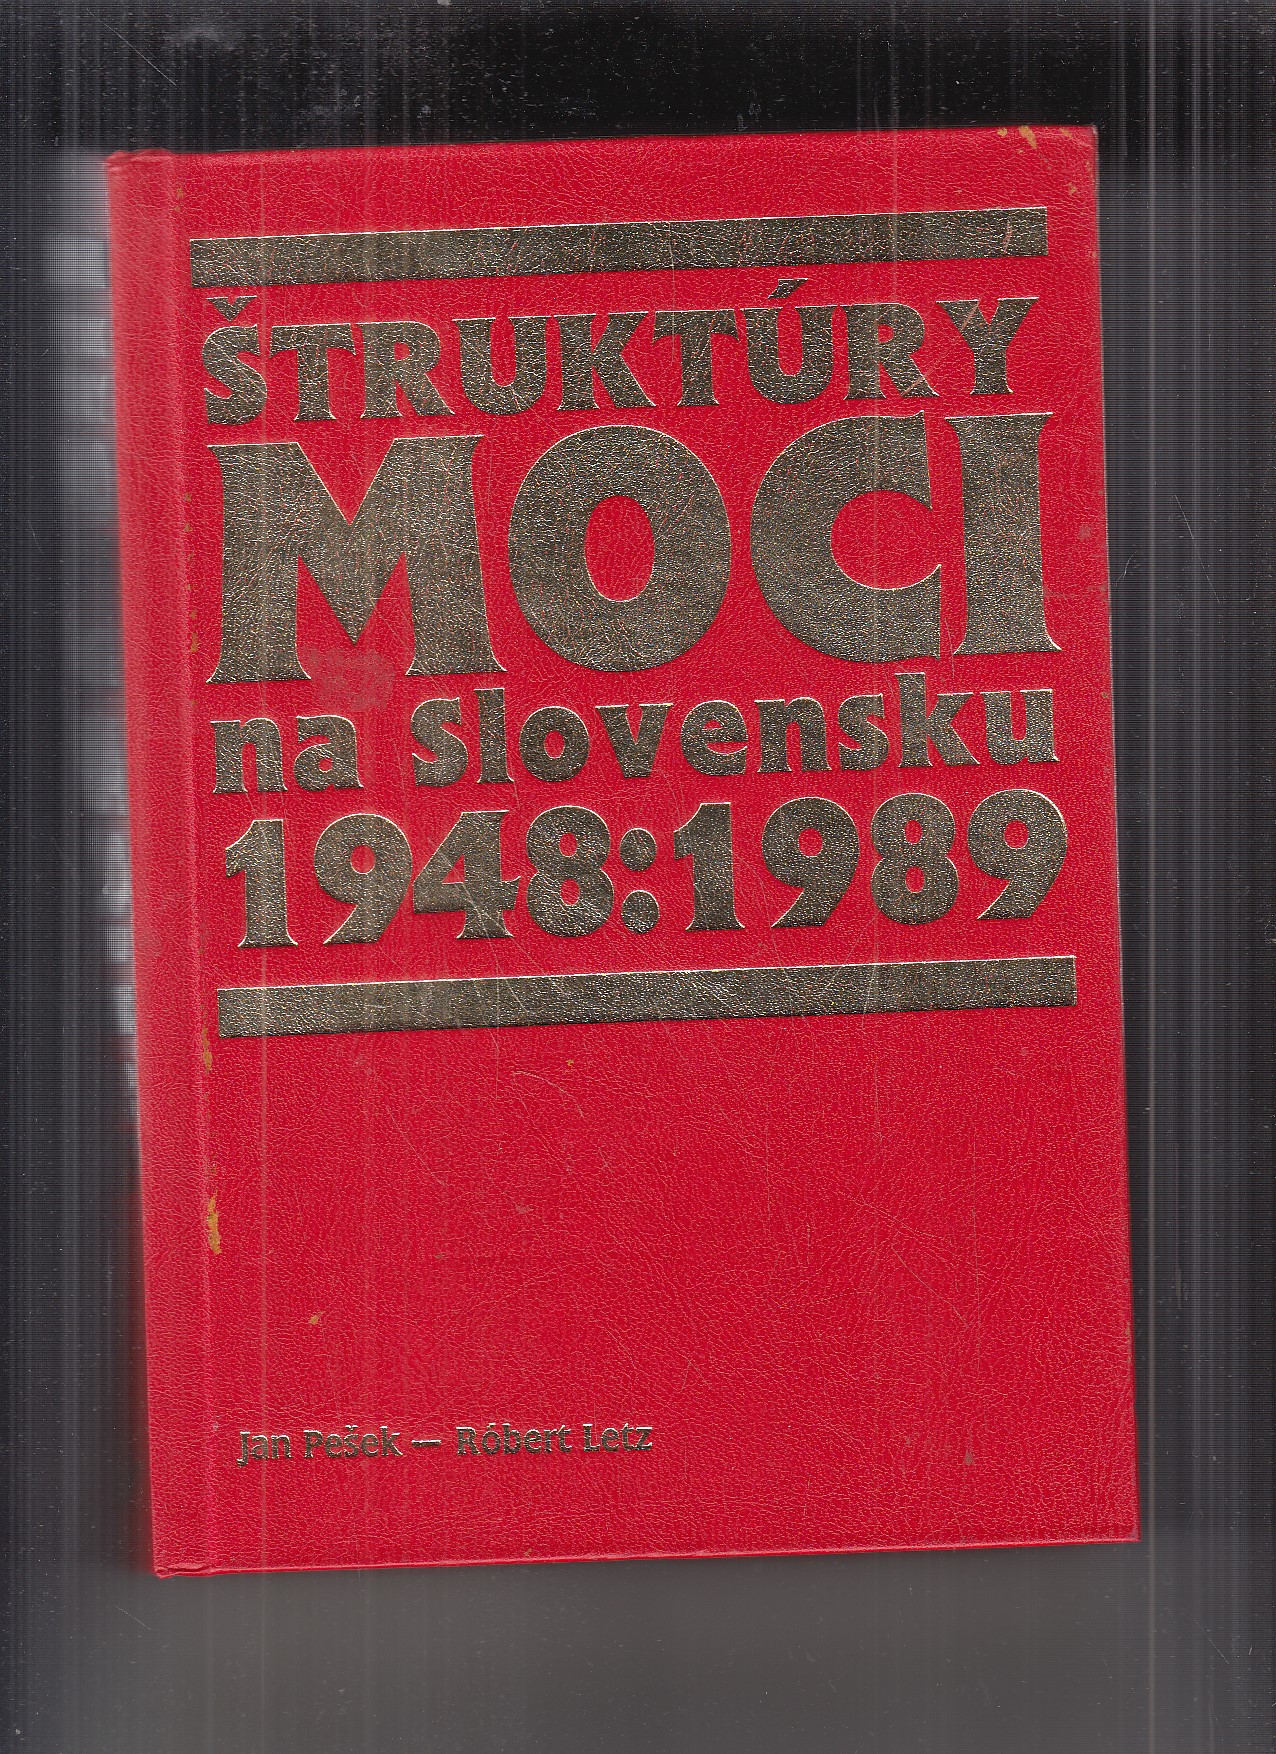 ŠTRUKTÚRY
MOCI
na Slovensku
1948:1989
Jan Pešek — Róbert Letz